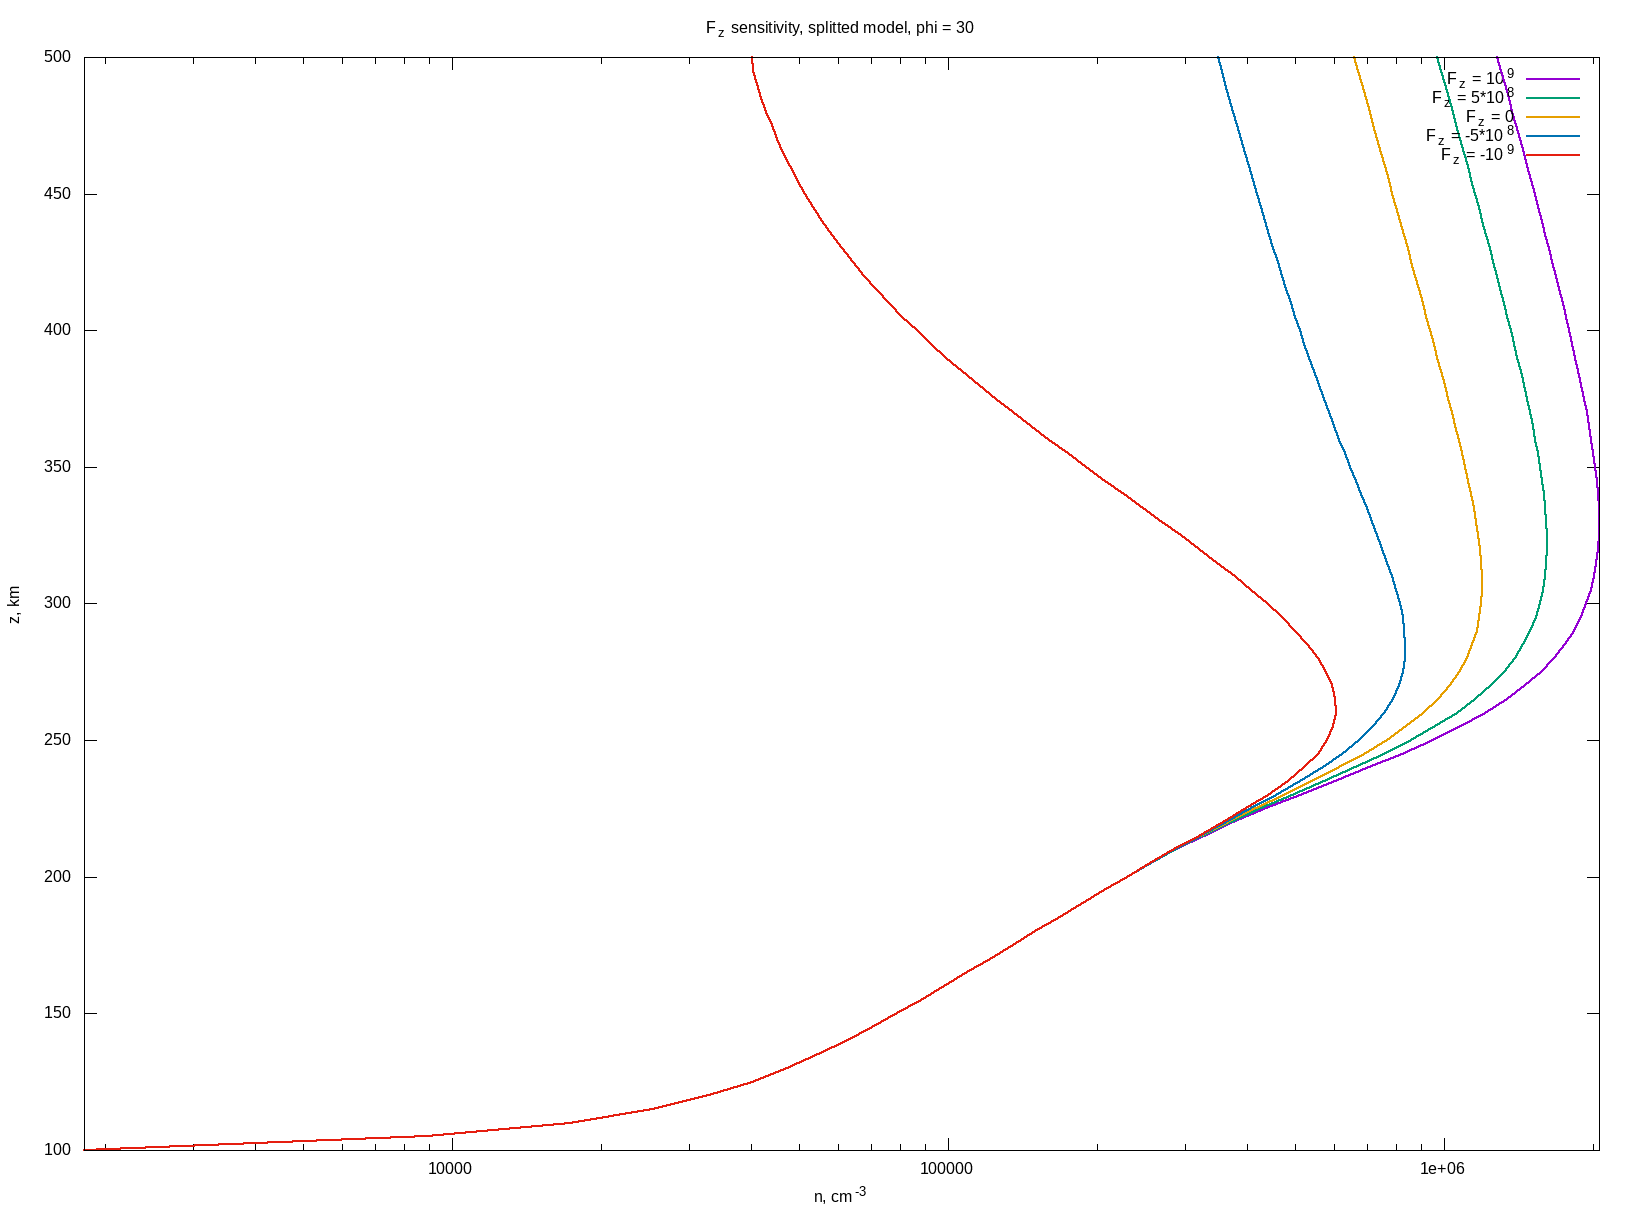 F z sensitivity, splitted model, phi = 30
500
450
400
350
300
250
200
150
100
z, km
F z = 10 9
F z = 5*10 8
F z = 0
F z = -5*10 8
F z = -10 9
10000
100000
1e+06
n, cm -3